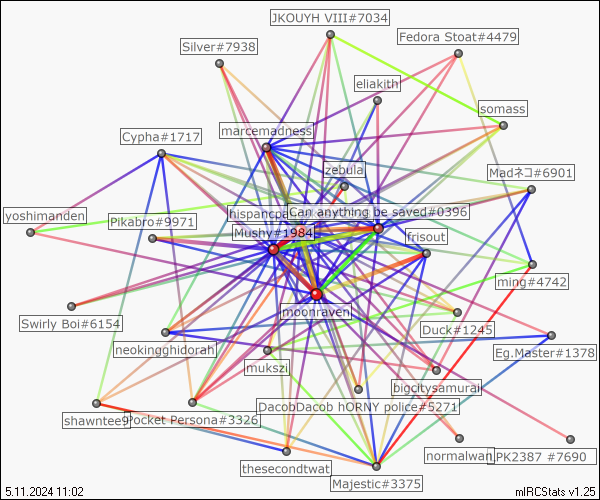 JKOUYH VIII#7034
Fedora Stoat#4479
Silver#7938
eliakith
somass
marcemadness
Cypha#1717
zebula
Madネコ#6901
yoshimanden
hispancpa
Can anything be saved#0396
Pikabro#9971
Mushy#1984
frisout
ming#4742
moonraven
Swirly Boi#6154
Duck#1245
neokingghidorah
Eg.Master#1378
mukszi
bigcitysamurai
shawntee9
Pocket Persona#3326
DacobDacob hORNY police#5271
thesecondtwat
normalwan
LPK2387 #7690
Majestic#3375
5.11.2024 11:02
mIRCStats v1.25